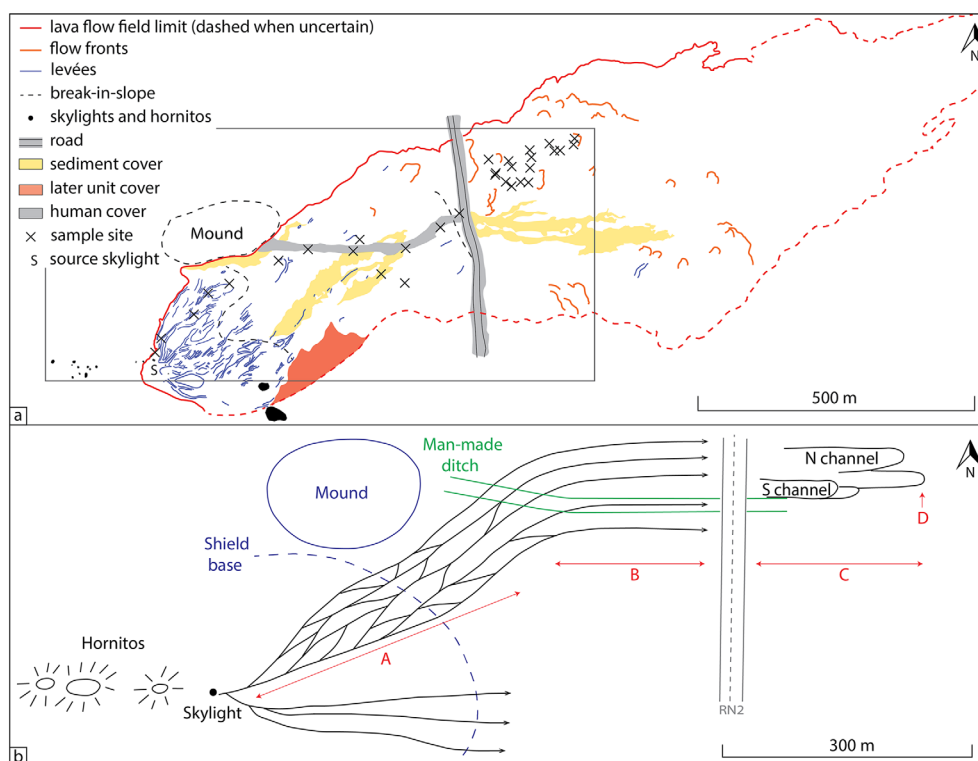 lava flow field limit (dashed when uncertain)
flow fronts
levées
break-in-slope
skylights and hornitos
road
sediment cover
later unit cover
human cover
sample site
S source skylight
Mound
S
N
500 m
a
Man-made
ditch
Mound
Shield
base
Hornitos
Skylight
A
B
C
D
N channel
S channel
N
RN2
300 m
b